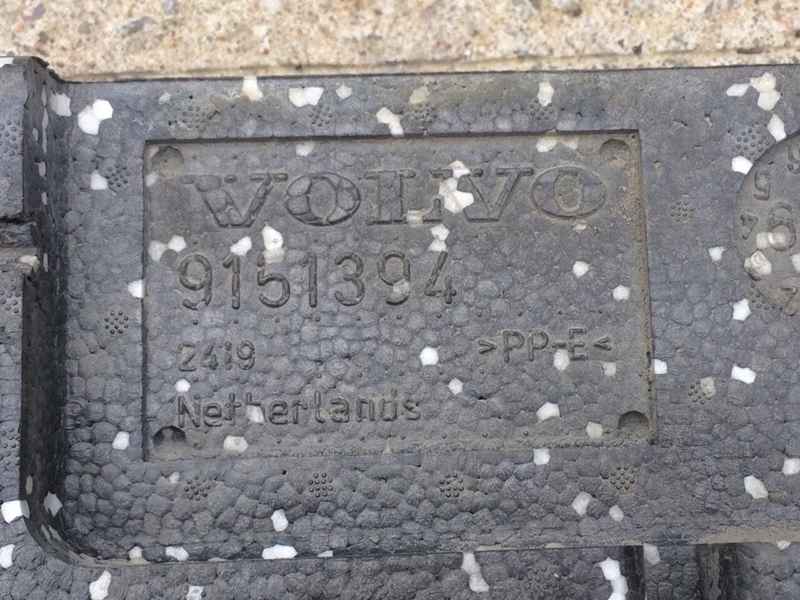 VOLVO
9151394
2419
>PP-E<
Netherlands